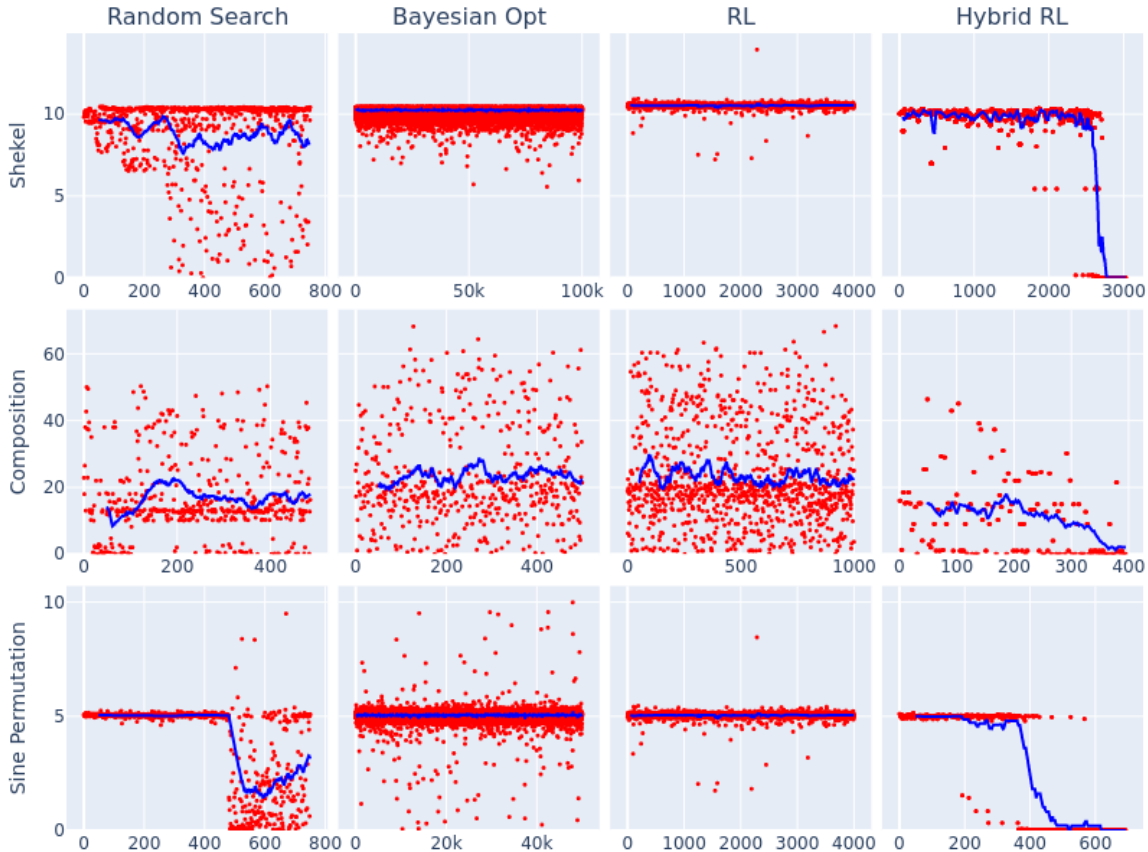 Random Search Bayesian Opt RL Hybrid RL
Shekel
10
5
0
0 200 400 600 800 0 50k 100k 0 1000 2000 3000 4000 0 1000 2000 3000
Composition
60
40
20
0
0 200 400 0 200 400 0 500 1000 0 100 200 300 400
Sine Permutation
10
5
0
0 200 400 600 800 0 20k 40k 0 1000 2000 3000 4000 0 200 400 600